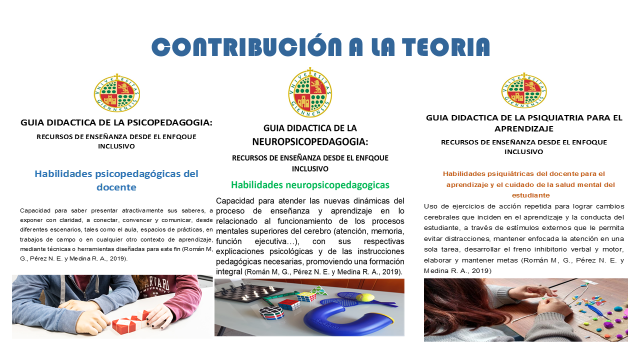 CONTRIBUCIÓN A LA TEORIA
GUIA DIDACTICA DE LA PSICOPEDAGOGIA:
RECURSOS DE ENSEÑANZA DESDE EL ENFQOUE
INCLUSIVO
Habilidades psicopedagógicas del
docente
Capacidad para saber presentar atractivamente sus saberes, a
exponer con claridad, a conectar, convencer y comunicar, desde
diferentes escenarios, tales como el aula, espacios de prácticas, en
trabajos de campo o en cualquier otro contexto de aprendizaje,
mediante técnicas o herramientas diseñadas para este fin (Román M,
G., Pérez N. E. y Medina R. A., 2019).
GUIA DIDACTICA DE LA
NEUROPSICOPEDAGOGIA:
RECURSOS DE ENSEÑANZA DESDE EL ENFQOUE
INCLUSIVO
Habilidades neuropsicopedagogicas
Capacidad para atender las nuevas dinámicas del
proceso de enseñanza y aprendizaje en lo
relacionado al funcionamiento de los procesos
mentales superiores del cerebro (atención, memoria,
función ejecutiva…), con sus respectivas
explicaciones psicológicas y de las instrucciones
pedagógicas necesarias, promoviendo una formación
integral (Román M, G., Pérez N. E. y Medina R. A., 2019).
GUIA DIDACTICA DE LA PSIQUIATRIA PARA EL
APRENDIZAJE
RECURSOS DE ENSEÑANZA DESDE EL ENFOQUE
INCLUSIVO
Habilidades psiquiátricas del docente para el
aprendizaje y el cuidado de la salud mental del
estudiante
Uso de ejercicios de acción repetida para lograr cambios
cerebrales que inciden en el aprendizaje y la conducta del
estudiante, a través de estímulos externos que le permita
evitar distracciones, mantener enfocada la atención en una
sola tarea, desarrollar el freno inhibitorio verbal y motor,
elaborar y mantener metas (Román M, G., Pérez N. E. y
Medina R. A., 2019)